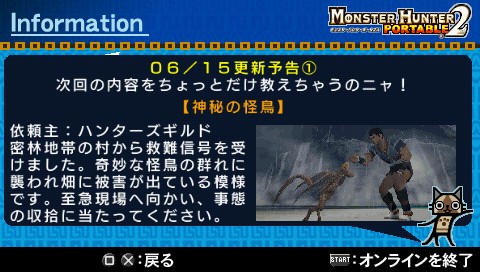 Information
MONSTER HUNTER
PORTABLE 2
０６／１５更新予告①
次回の内容をちょっとだけ教えちゃうのニャ！
【神秘の怪鳥】
依頼主：ハンターズギルド
密林地帯の村から救難信号を受
けました。奇妙な怪鳥の群れに
襲われ畑に被害が出ている模様
です。至急現場へ向かい、事態
の収拾に当たってください。
□×:戻る
START:オンラインを終了